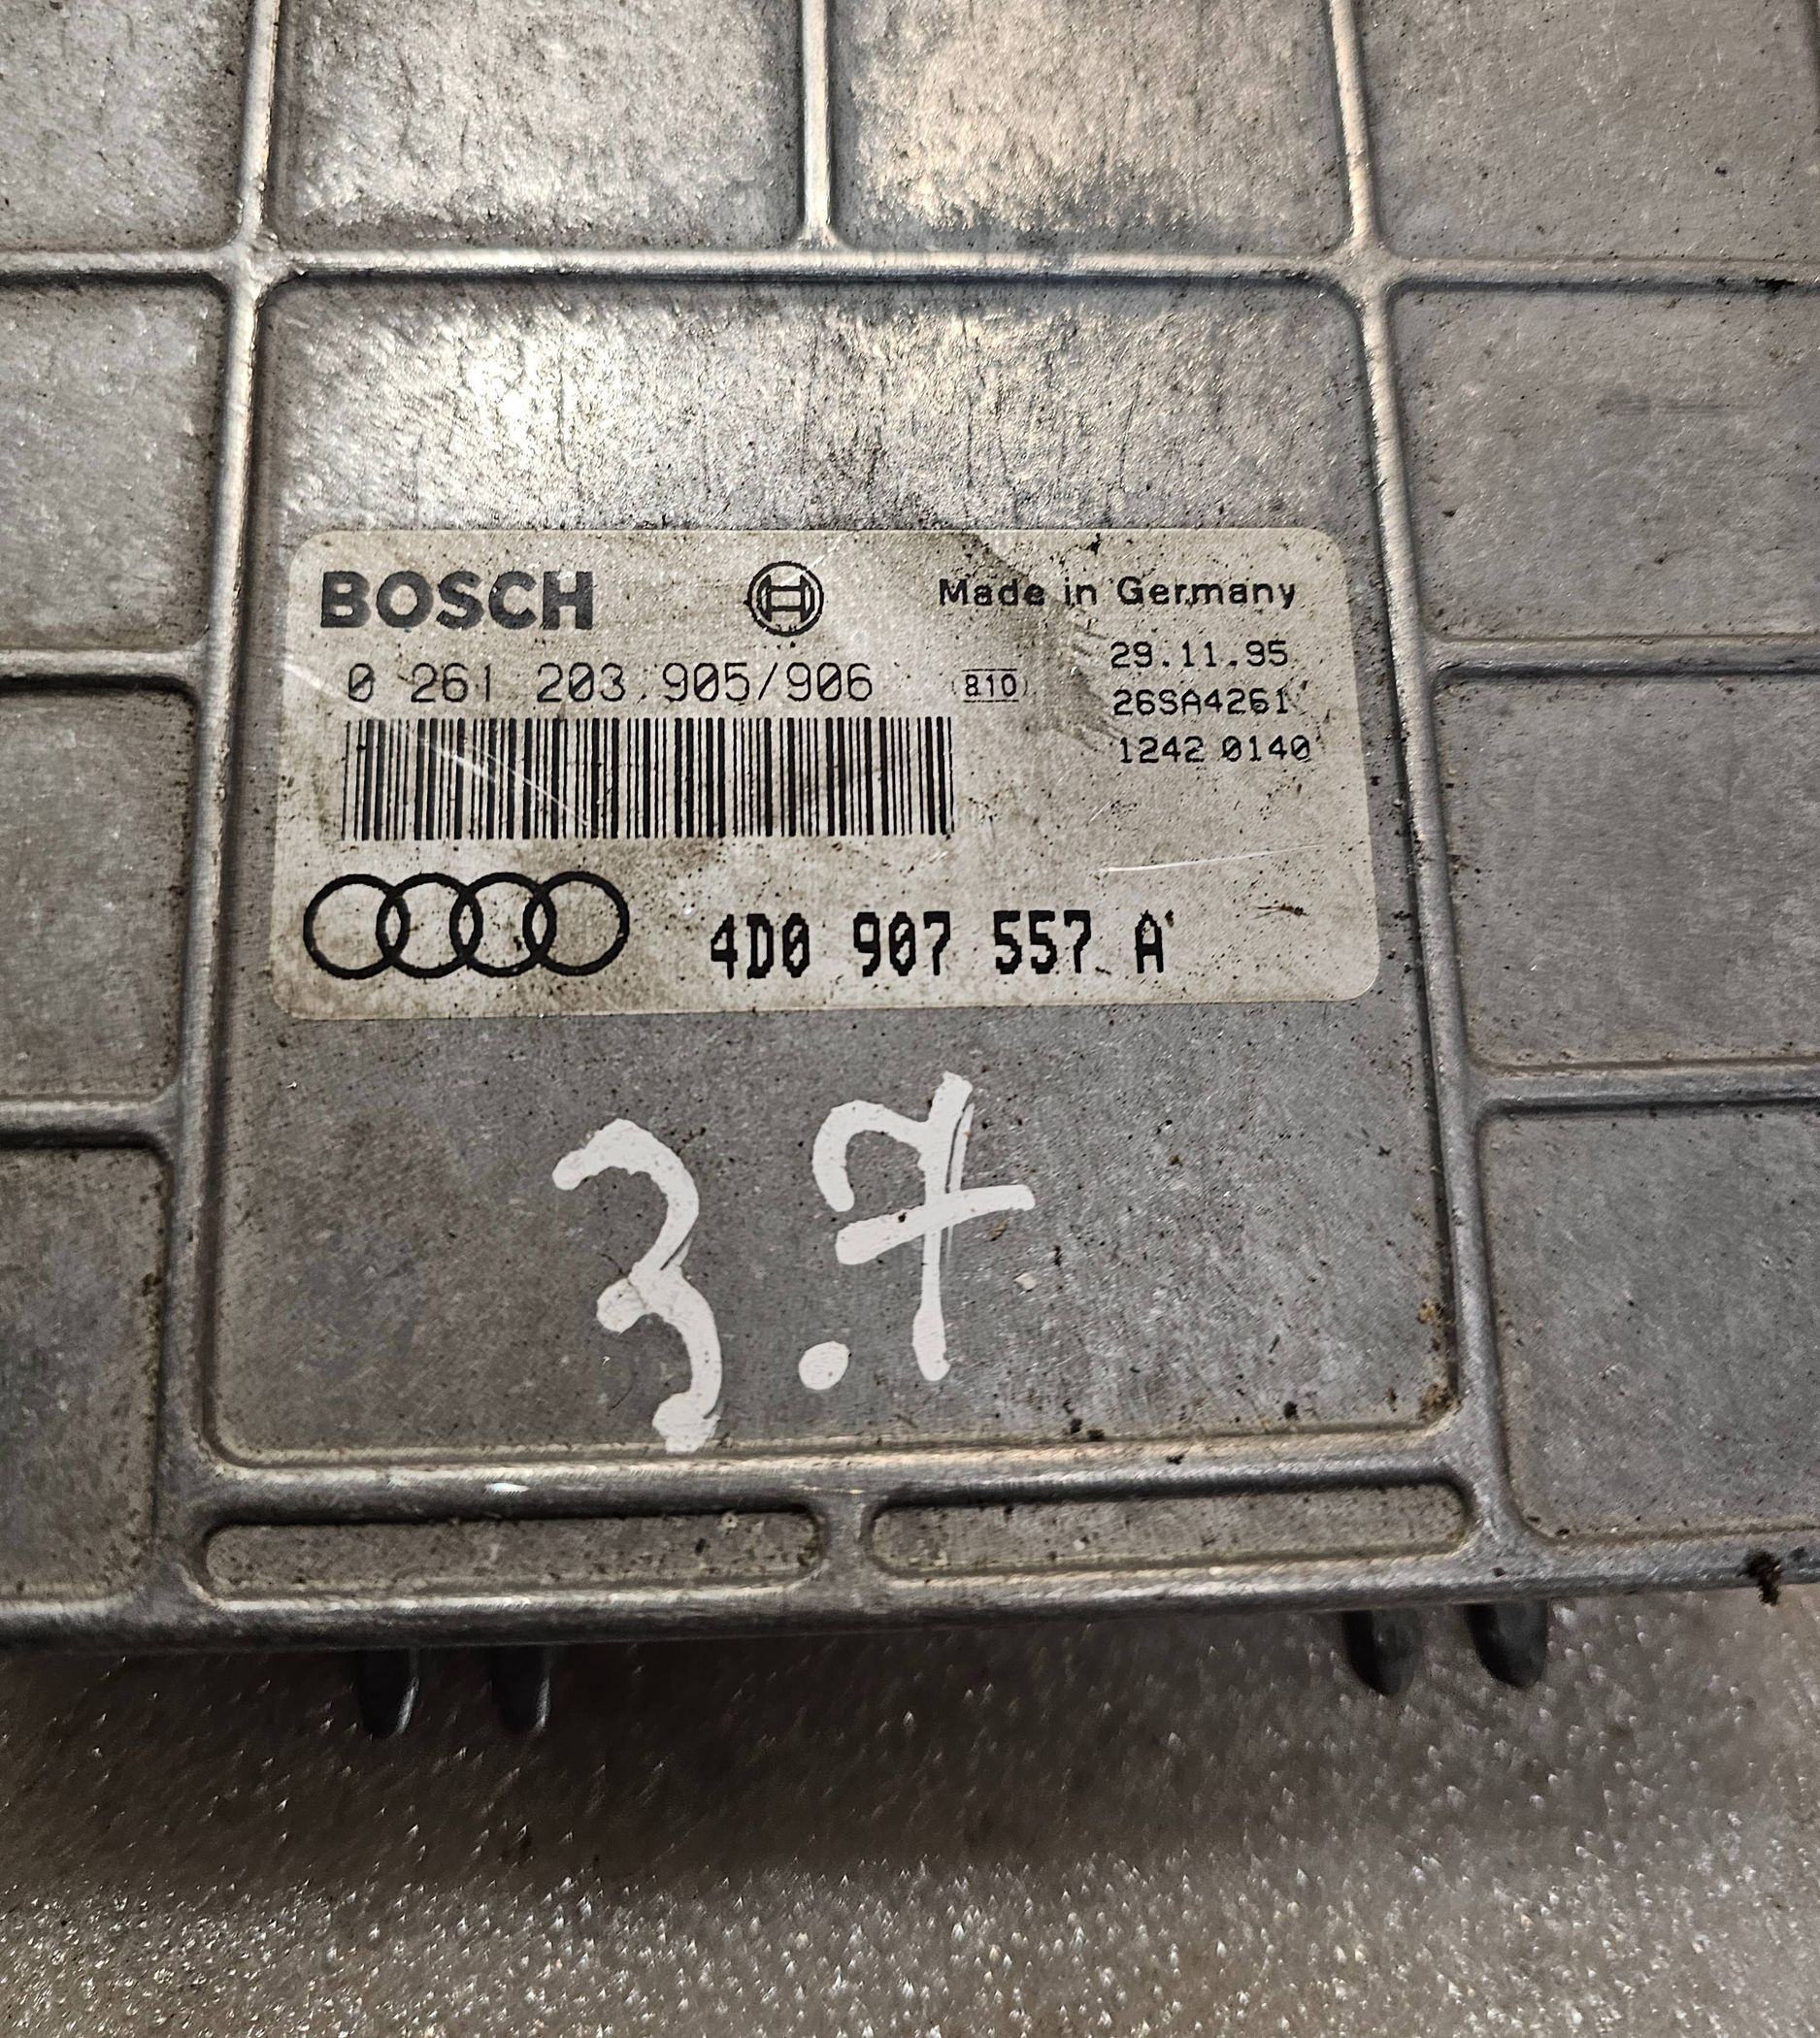 BOSCH
Made in Germany
0 261 203 905/906
810
29.11.95
26SA4261
1242 0140
4D0 907 557 A
3.7